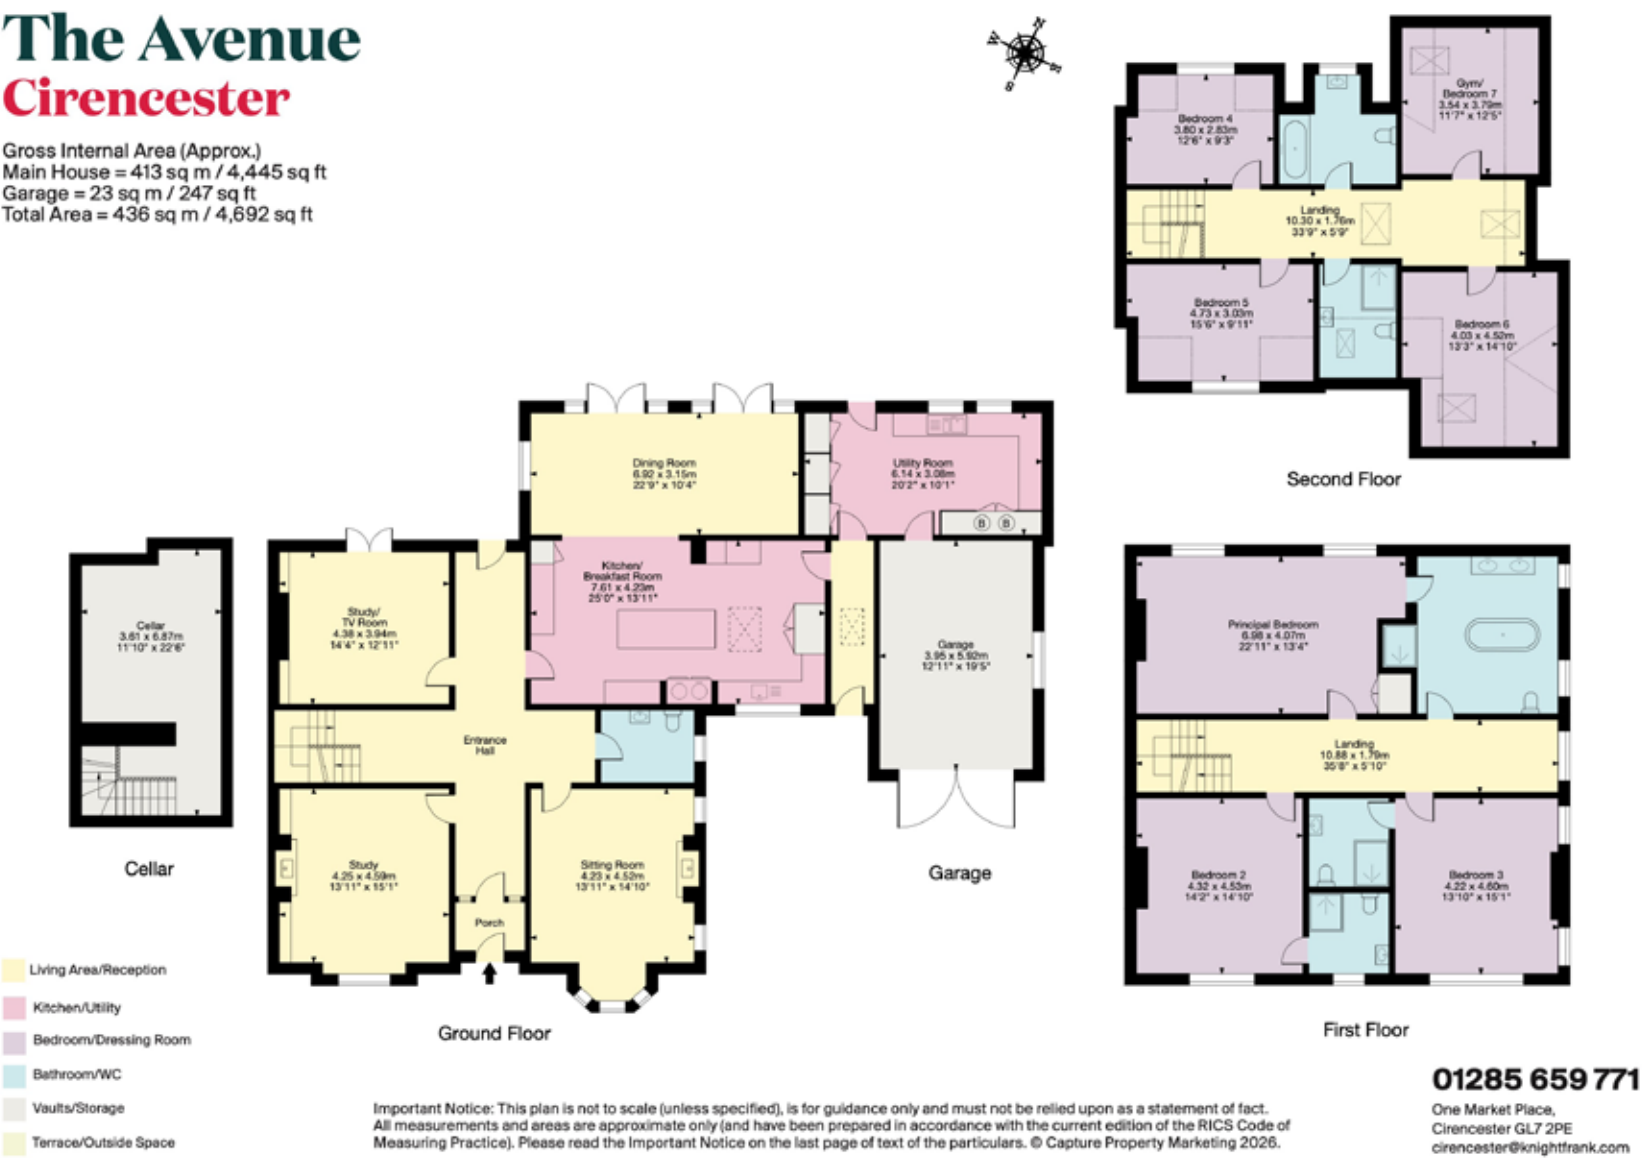 The Avenue
Cirencester
Gross Internal Area (Approx.)
Main House = 413 sq m / 4,445 sq ft
Garage = 23 sq m / 247 sq ft
Total Area = 436 sq m / 4,692 sq ft
N
W
E
S
Bedroom 4
3.80 x 2.83m
12'6" x 9'3"
Gym/
Bedroom 7
3.54 x 3.79m
11'7" x 12'5"
Landing
10.30 x 1.76m
33'9" x 5'9"
Bedroom 5
4.73 x 3.03m
15'6" x 9'11"
Bedroom 6
4.03 x 4.52m
13'3" x 14'10"
Second Floor
Dining Room
6.92 x 3.15m
22'9" x 10'4"
Utility Room
6.14 x 3.08m
20'2" x 10'1"
B B
Kitchen/
Breakfast Room
7.61 x 4.23m
25'0" x 13'11"
Study/
TV Room
4.38 x 3.94m
14'4" x 12'11"
Cellar
3.61 x 6.87m
11'10" x 22'6"
Garage
3.95 x 5.92m
12'11" x 19'5"
Entrance
Hall
Study
4.25 x 4.59m
13'11" x 15'1"
Sitting Room
4.23 x 4.52m
13'11" x 14'10"
Porch
Cellar
Garage
Ground Floor
Principal Bedroom
6.98 x 4.07m
22'11" x 13'4"
Landing
10.88 x 1.79m
35'8" x 5'10"
Bedroom 2
4.32 x 4.53m
14'2" x 14'10"
Bedroom 3
4.22 x 4.60m
13'10" x 15'1"
First Floor
Living Area/Reception
Kitchen/Utility
Bedroom/Dressing Room
Bathroom/WC
Vaults/Storage
Terrace/Outside Space
Important Notice: This plan is not to scale (unless specified), is for guidance only and must not be relied upon as a statement of fact.
All measurements and areas are approximate only (and have been prepared in accordance with the current edition of the RICS Code of
Measuring Practice). Please read the Important Notice on the last page of text of the particulars. © Capture Property Marketing 2026.
01285 659 771
One Market Place,
Cirencester GL7 2PE
cirencester@knightfrank.com